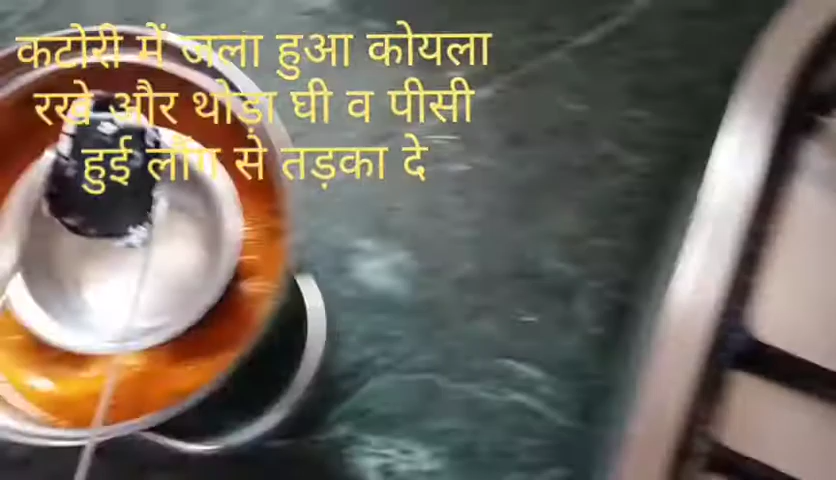 कटोरी में जला हुआ कोयला
रखे और थोड़ा घी व पीसी
हुई लौंग से तड़का दे